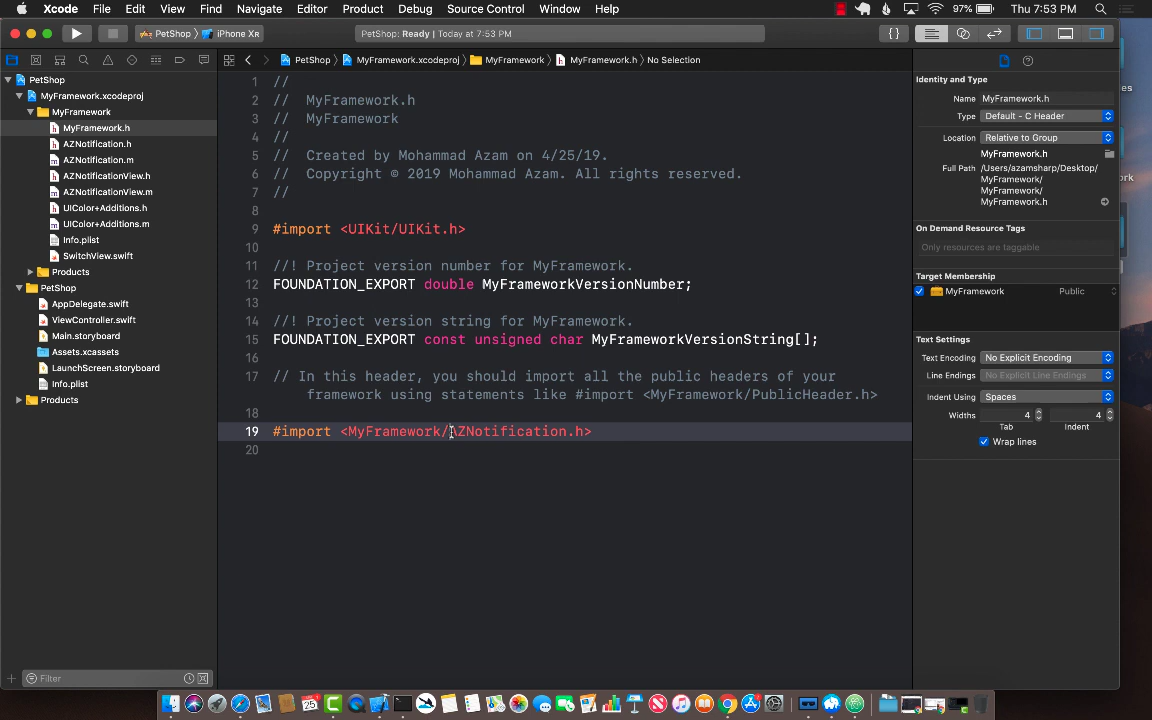 Xcode File Edit View Find Navigate Editor Product Debug Source Control Window Help 97% Thu 7:53 PM
PetShop iPhone XR PetShop: Ready | Today at 7:53 PM
PetShop MyFramework.xcodeproj MyFramework MyFramework.h No Selection
PetShop
MyFramework.xcodeproj
MyFramework
MyFramework.h
AZNotification.h
AZNotification.m
AZNotificationView.h
AZNotificationView.m
UIColor+Additions.h
UIColor+Additions.m
Info.plist
SwitchView.swift
Products
PetShop
AppDelegate.swift
ViewController.swift
Main.storyboard
Assets.xcassets
LaunchScreen.storyboard
Info.plist
Products
Filter
1 //
2 // MyFramework.h
3 // MyFramework
4 //
5 // Created by Mohammad Azam on 4/25/19.
6 // Copyright © 2019 Mohammad Azam. All rights reserved.
7 //
8
9 #import <UIKit/UIKit.h>
10
11 //! Project version number for MyFramework.
12 FOUNDATION_EXPORT double MyFrameworkVersionNumber;
13
14 //! Project version string for MyFramework.
15 FOUNDATION_EXPORT const unsigned char MyFrameworkVersionString[];
16
17 // In this header, you should import all the public headers of your
framework using statements like #import <MyFramework/PublicHeader.h>
18
19 #import <MyFramework/AZNotification.h>
20
Identity and Type
Name MyFramework.h
Type Default - C Header
Location Relative to Group
MyFramework.h
Full Path /Users/azamsharp/Desktop/
MyFramework/
MyFramework/
MyFramework.h
On Demand Resource Tags
Only resources are taggable
Target Membership
MyFramework Public
Text Settings
Text Encoding No Explicit Encoding
Line Endings No Explicit Line Endings
Indent Using Spaces
Widths 4 4
Tab Indent
Wrap lines